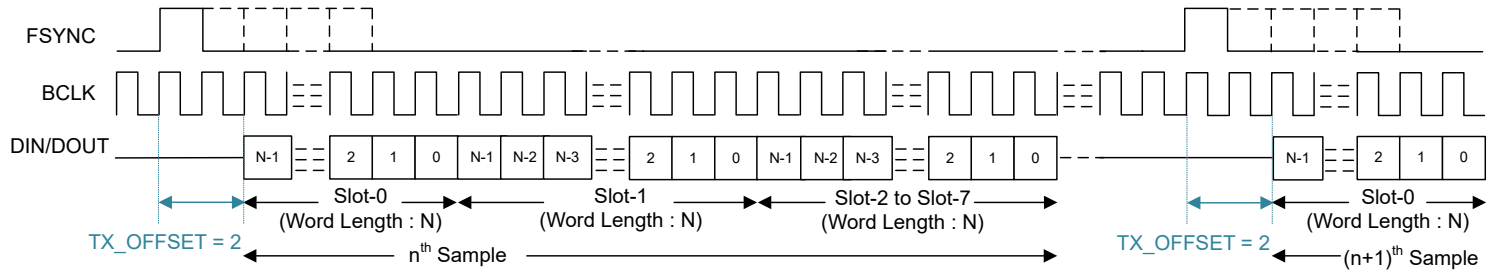 FSYNC
BCLK
DIN/DOUT
N-1 2 1 0 N-1 N-2 N-3 2 1 0 N-1 N-2 N-3 2 1 0 N-1 2 1 0
Slot-0 Slot-1 Slot-2 to Slot-7 Slot-0
(Word Length : N) (Word Length : N) (Word Length : N) (Word Length : N)
TX_OFFSET = 2 nth Sample TX_OFFSET = 2 (n+1)th Sample